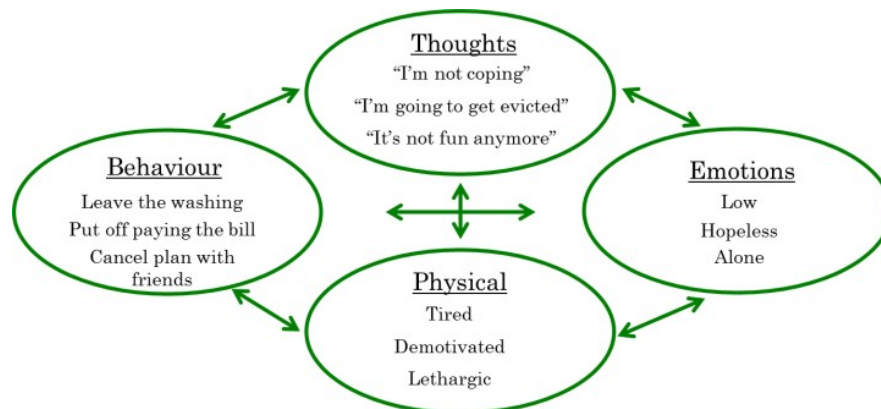 Thoughts
“I’m not coping”
“I’m going to get evicted”
“It’s not fun anymore”
Behaviour
Leave the washing
Put off paying the bill
Cancel plan with
friends
Emotions
Low
Hopeless
Alone
Physical
Tired
Demotivated
Lethargic